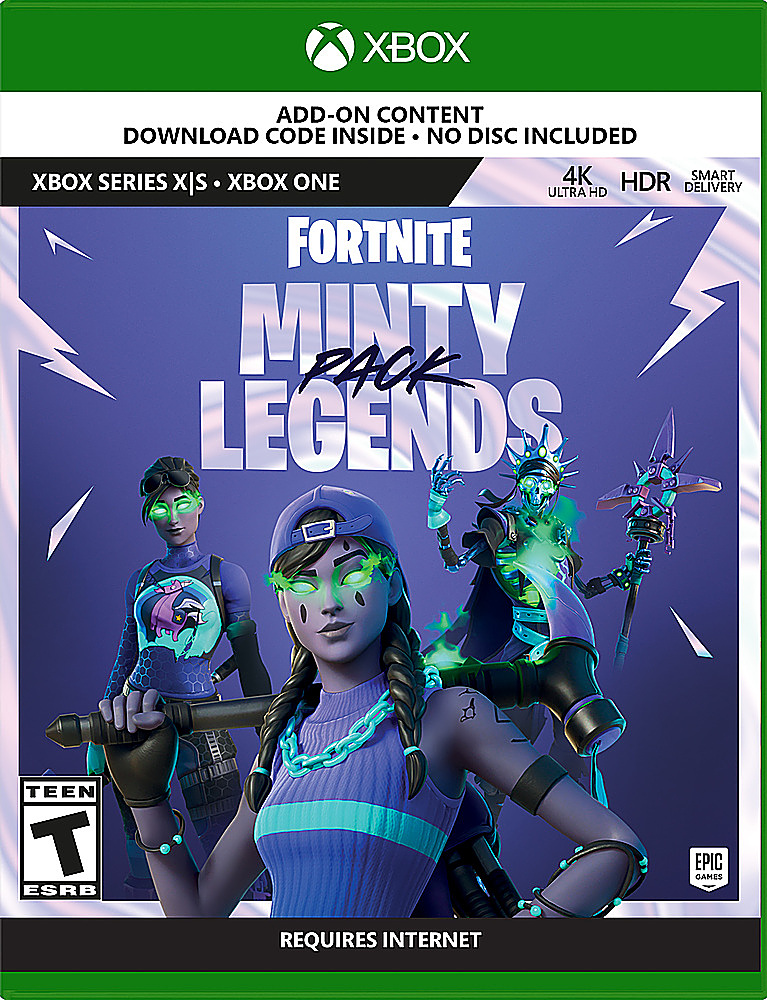 XBOX
ADD-ON CONTENT
DOWNLOAD CODE INSIDE • NO DISC INCLUDED
XBOX SERIES X|S • XBOX ONE
4K
ULTRA HD
HDR
SMART
DELIVERY
FORTNITE
MINTY
PACK
LEGENDS
TEEN
T
ESRB
EPIC
GAMES
REQUIRES INTERNET